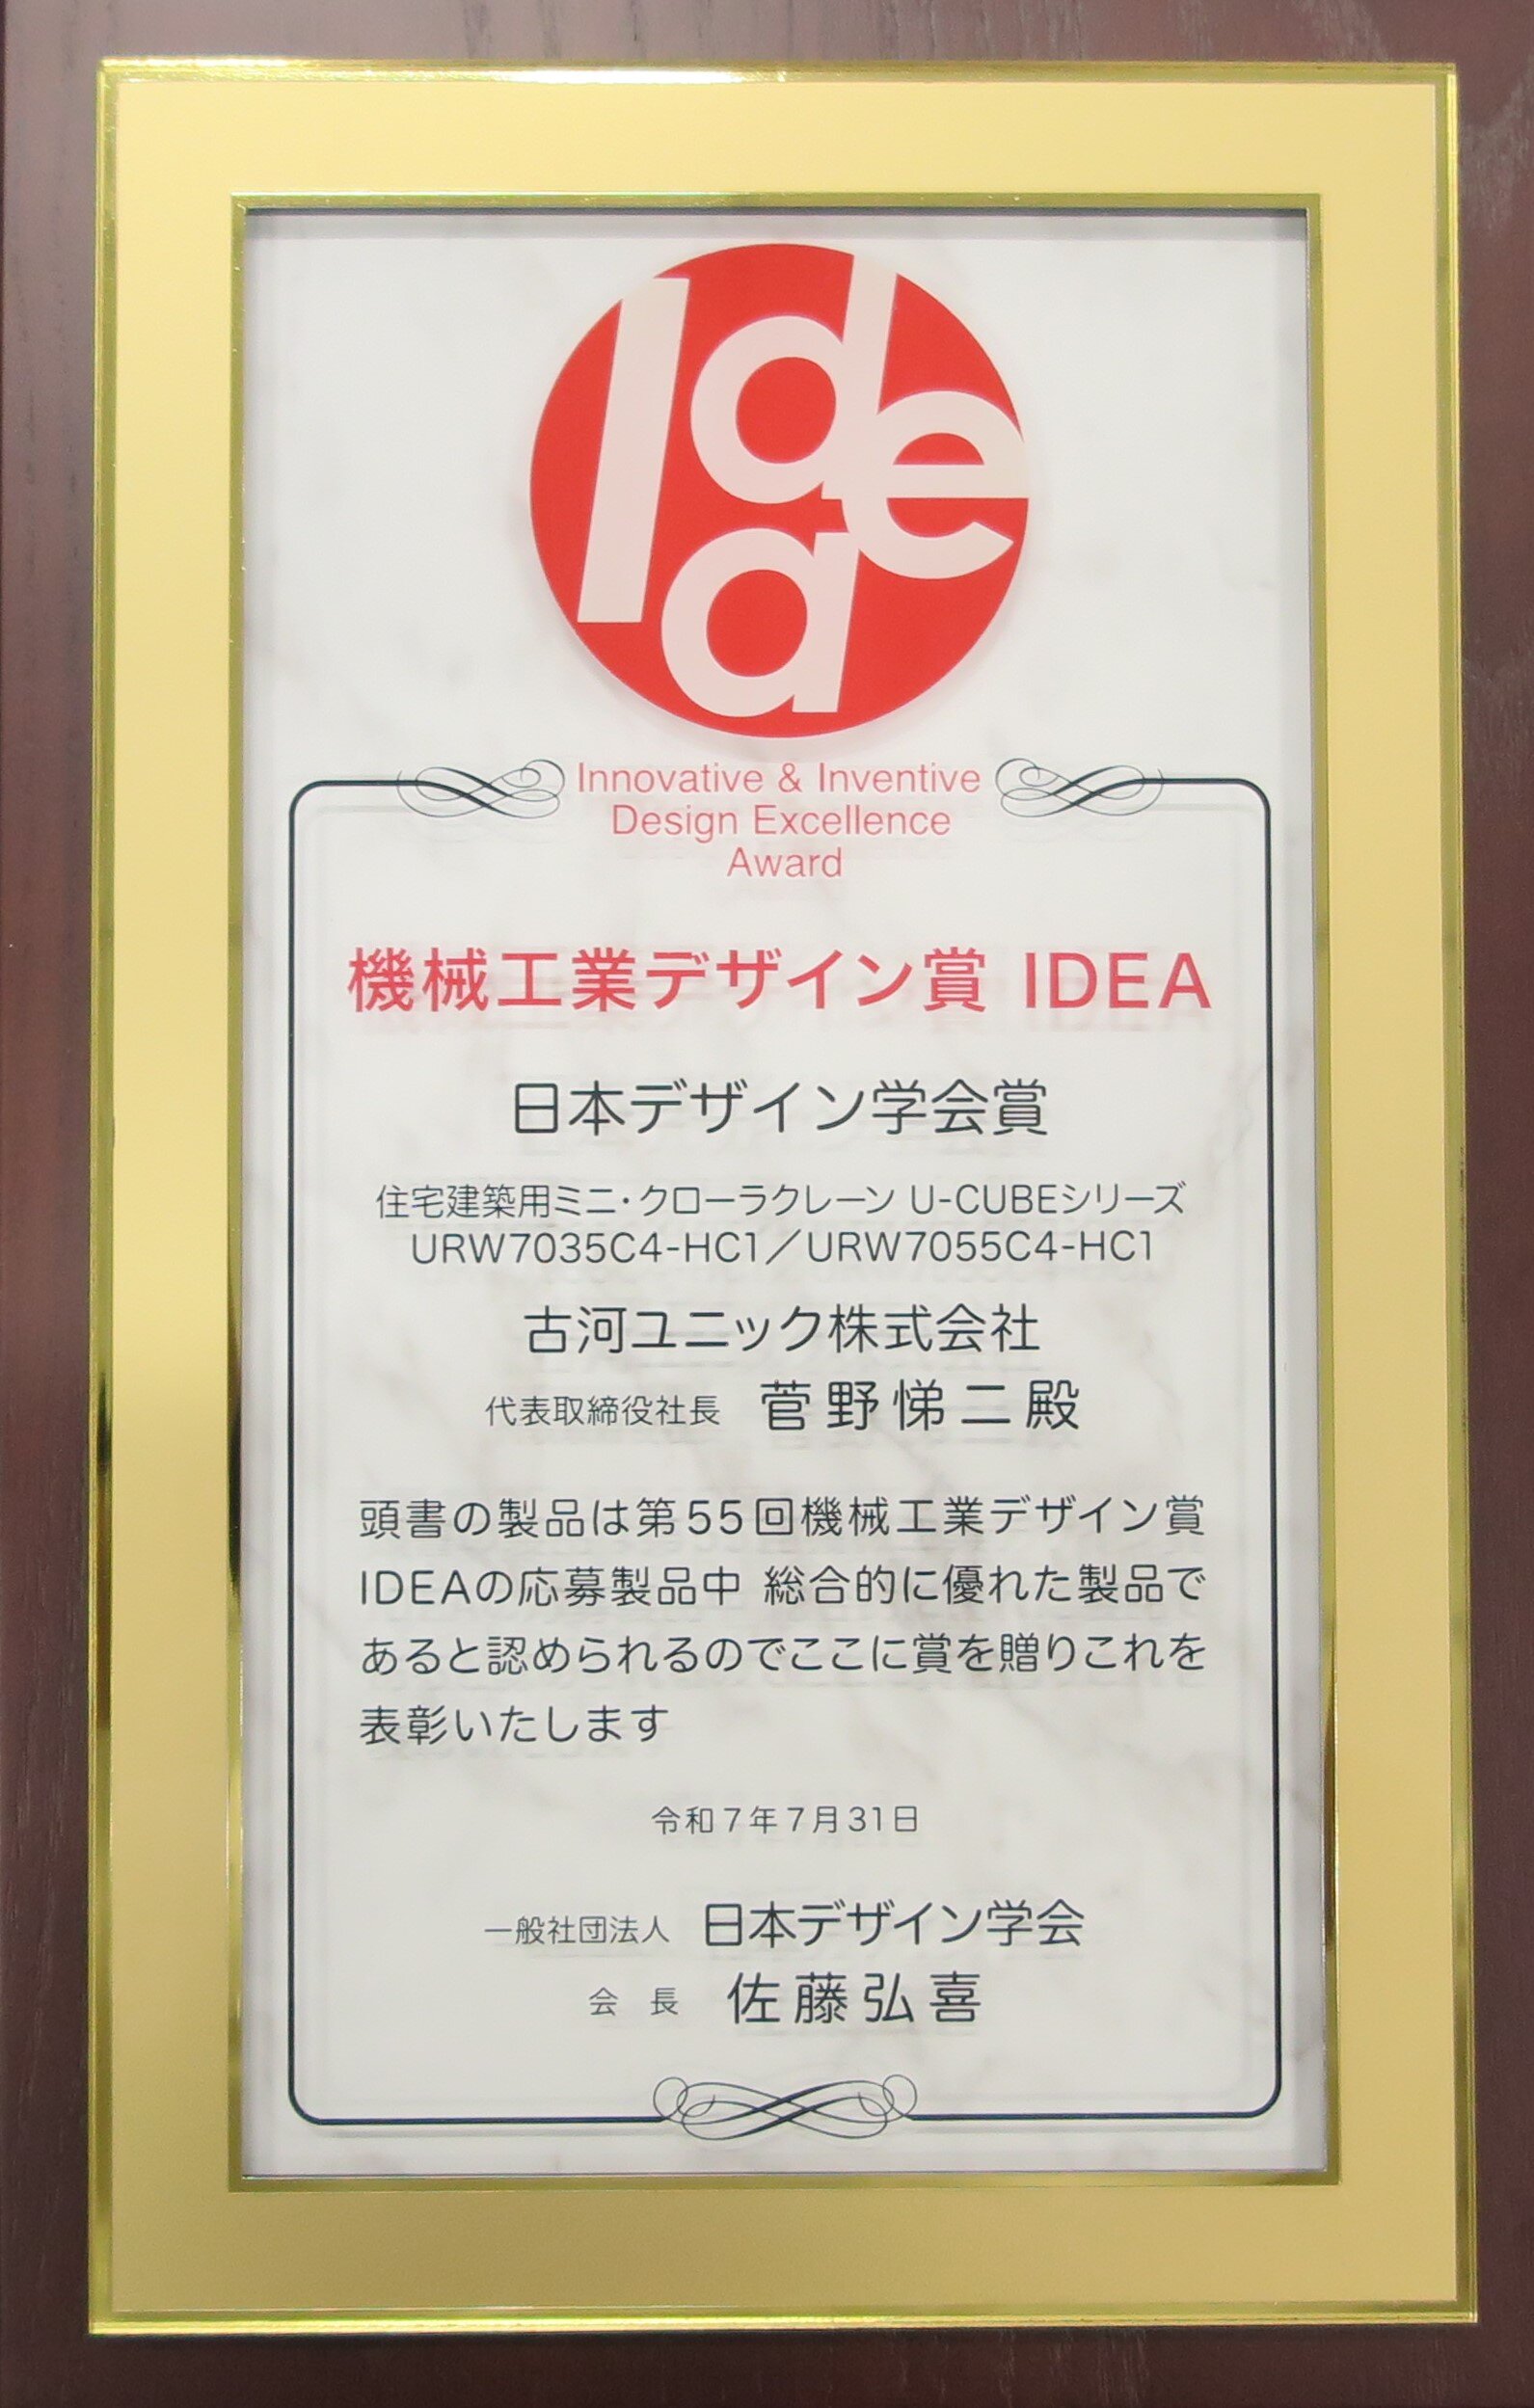 Idea
Innovative & Inventive
Design Excellence
Award
機械工業デザイン賞 IDEA
日本デザイン学会賞
住宅建築用ミニ・クローラクレーン U-CUBEシリーズ
URW7035C4-HC1／URW7055C4-HC1
古河ユニック株式会社
代表取締役社長 菅野悌二殿
頭書の製品は第55回機械工業デザイン賞
IDEAの応募製品中 総合的に優れた製品で
あると認められるのでここに賞を贈りこれを
表彰いたします
令和7年7月31日
一般社団法人 日本デザイン学会
会長 佐藤弘喜